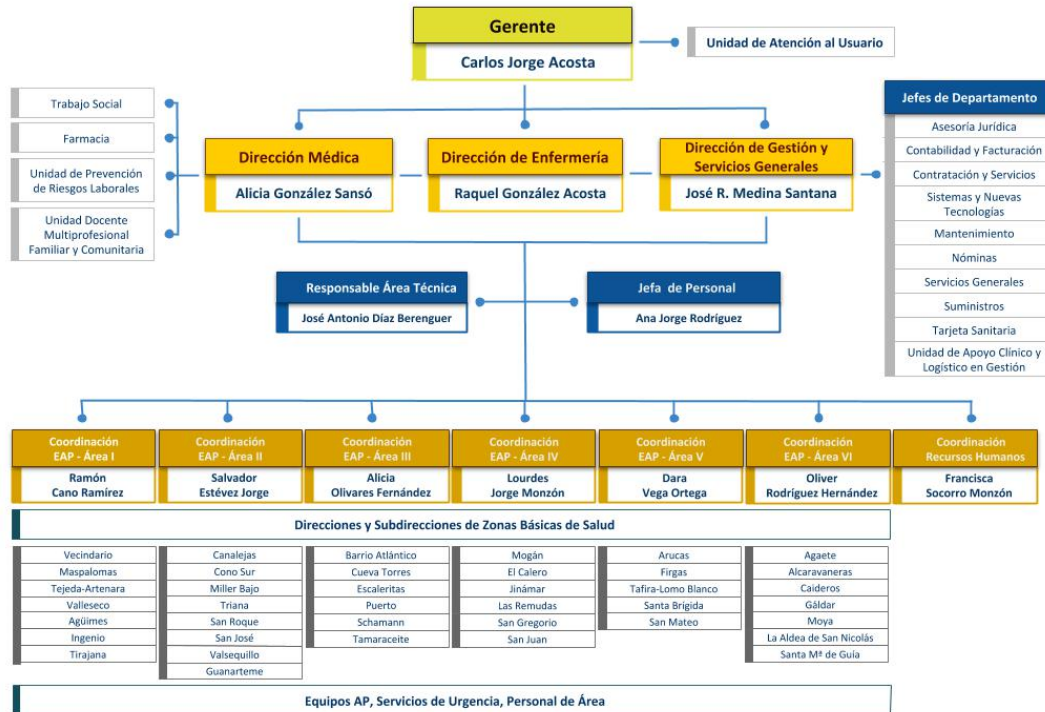 Gerente
Carlos Jorge Acosta
Unidad de Atención al Usuario
Trabajo Social
Farmacia
Unidad de Prevención
de Riesgos Laborales
Unidad Docente
Multiprofesional
Familiar y Comunitaria
Dirección Médica
Alicia González Sansó
Dirección de Enfermería
Raquel González Acosta
Dirección de Gestión y
Servicios Generales
José R. Medina Santana
Jefes de Departamento
Asesoría Jurídica
Contabilidad y Facturación
Contratación y Servicios
Sistemas y Nuevas
Tecnologías
Mantenimiento
Nóminas
Servicios Generales
Suministros
Tarjeta Sanitaria
Unidad de Apoyo Clínico y
Logístico en Gestión
Responsable Área Técnica
José Antonio Díaz Berenguer
Jefa de Personal
Ana Jorge Rodríguez
Coordinación
EAP - Área I
Ramón
Cano Ramírez
Coordinación
EAP - Área II
Salvador
Estévez Jorge
Coordinación
EAP - Área III
Alicia
Olivares Fernández
Coordinación
EAP - Área IV
Lourdes
Jorge Monzón
Coordinación
EAP - Área V
Dara
Vega Ortega
Coordinación
EAP - Área VI
Oliver
Rodríguez Hernández
Coordinación
Recursos Humanos
Francisca
Socorro Monzón
Direcciones y Subdirecciones de Zonas Básicas de Salud
Vecindario
Maspalomas
Tejeda-Artenara
Valleseco
Agüimes
Ingenio
Tirajana
Canalejas
Cono Sur
Miller Bajo
Triana
San Roque
San José
Valsequillo
Guanarteme
Barrio Atlántico
Cueva Torres
Escaleritas
Puerto
Schamann
Tamaraceite
Mogán
El Calero
Jinámar
Las Remudas
San Gregorio
San Juan
Arucas
Firgas
Tafira-Lomo Blanco
Santa Brígida
San Mateo
Agaete
Alcaravaneras
Caideros
Gáldar
Moya
La Aldea de San Nicolás
Santa Mª de Guía
Equipos AP, Servicios de Urgencia, Personal de Área